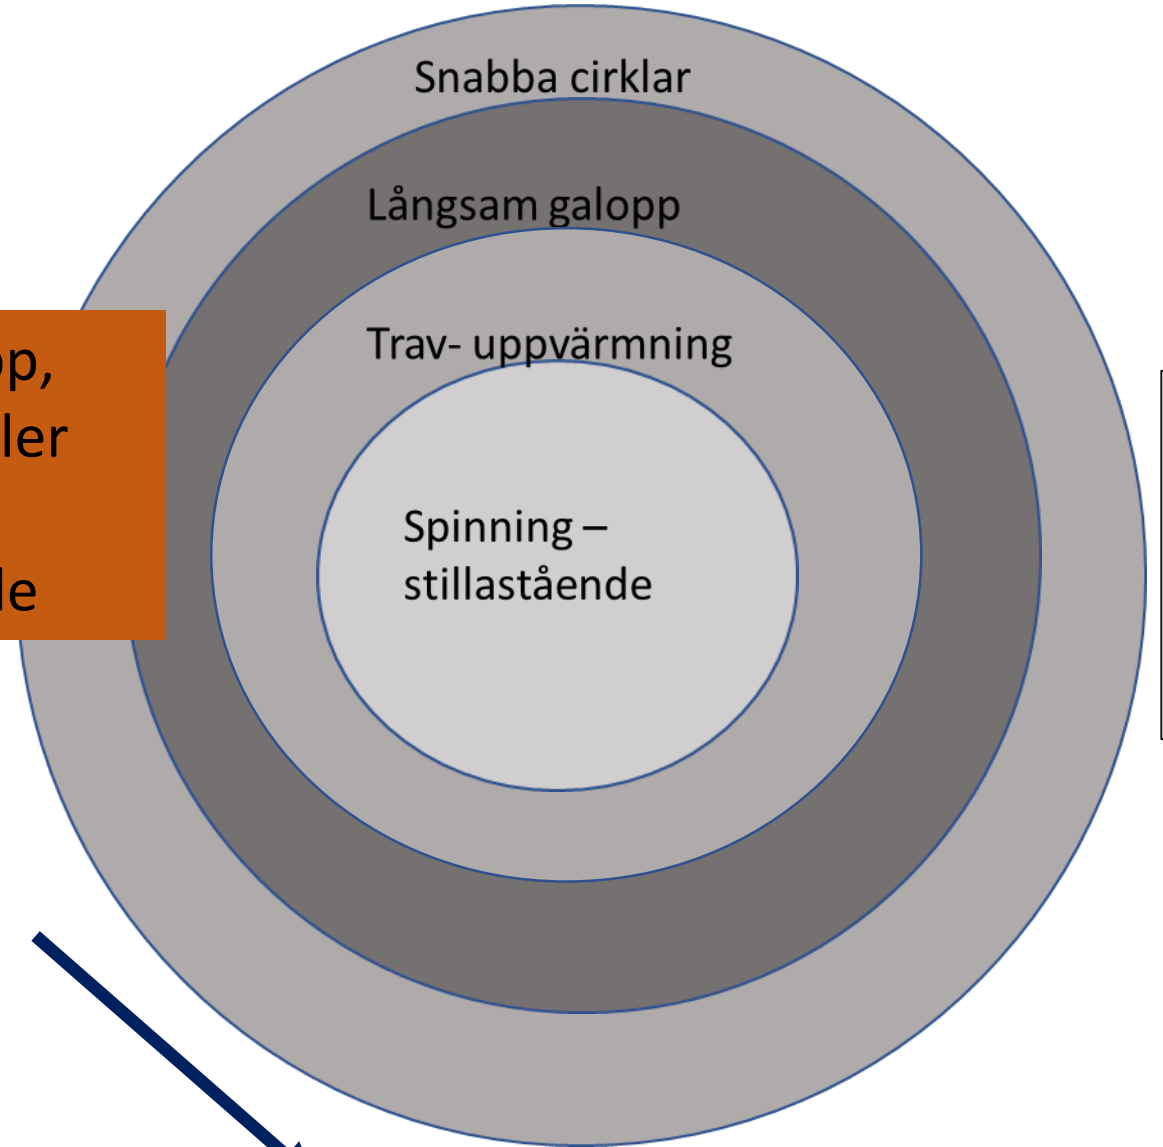 Snabba cirklar
Långsam galopp
Trav- uppvärmning
Spinning –
stillastående